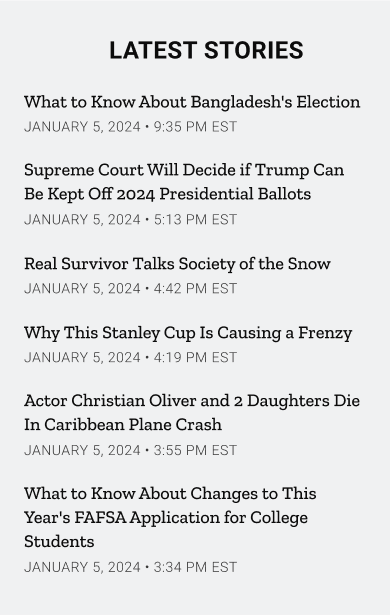 LATEST STORIES
What to Know About Bangladesh's Election
JANUARY 5, 2024 • 9:35 PM EST
Supreme Court Will Decide if Trump Can
Be Kept Off 2024 Presidential Ballots
JANUARY 5, 2024 • 5:13 PM EST
Real Survivor Talks Society of the Snow
JANUARY 5, 2024 • 4:42 PM EST
Why This Stanley Cup Is Causing a Frenzy
JANUARY 5, 2024 • 4:19 PM EST
Actor Christian Oliver and 2 Daughters Die
In Caribbean Plane Crash
JANUARY 5, 2024 • 3:55 PM EST
What to Know About Changes to This
Year's FAFSA Application for College
Students
JANUARY 5, 2024 • 3:34 PM EST